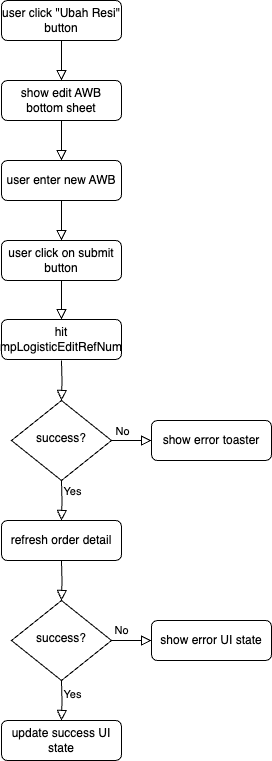 user click "Ubah Resi"
button
show edit AWB
bottom sheet
user enter new AWB
user click on submit
button
hit
mpLogisticEditRefNum
success?
No
show error toaster
Yes
refresh order detail
success?
No
show error UI state
Yes
update success UI
state